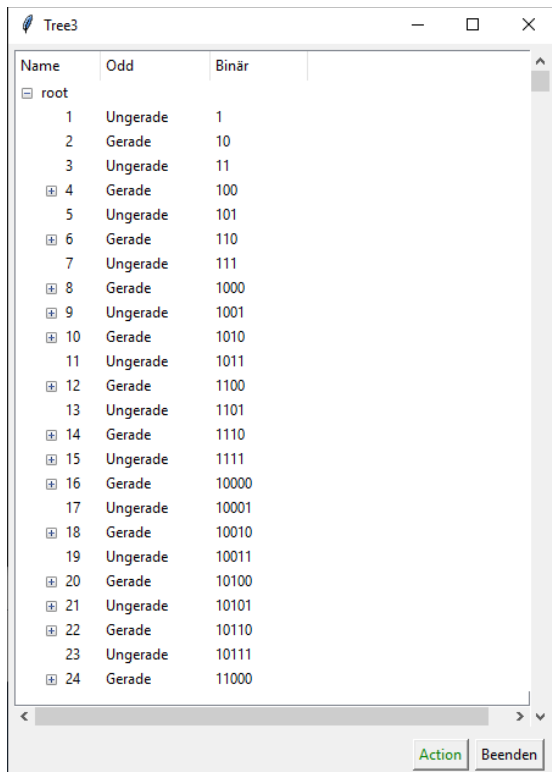 Tree3
Name Odd Binär
root
1 Ungerade 1
2 Gerade 10
3 Ungerade 11
4 Gerade 100
5 Ungerade 101
6 Gerade 110
7 Ungerade 111
8 Gerade 1000
9 Ungerade 1001
10 Gerade 1010
11 Ungerade 1011
12 Gerade 1100
13 Ungerade 1101
14 Gerade 1110
15 Ungerade 1111
16 Gerade 10000
17 Ungerade 10001
18 Gerade 10010
19 Ungerade 10011
20 Gerade 10100
21 Ungerade 10101
22 Gerade 10110
23 Ungerade 10111
24 Gerade 11000
Action Beenden